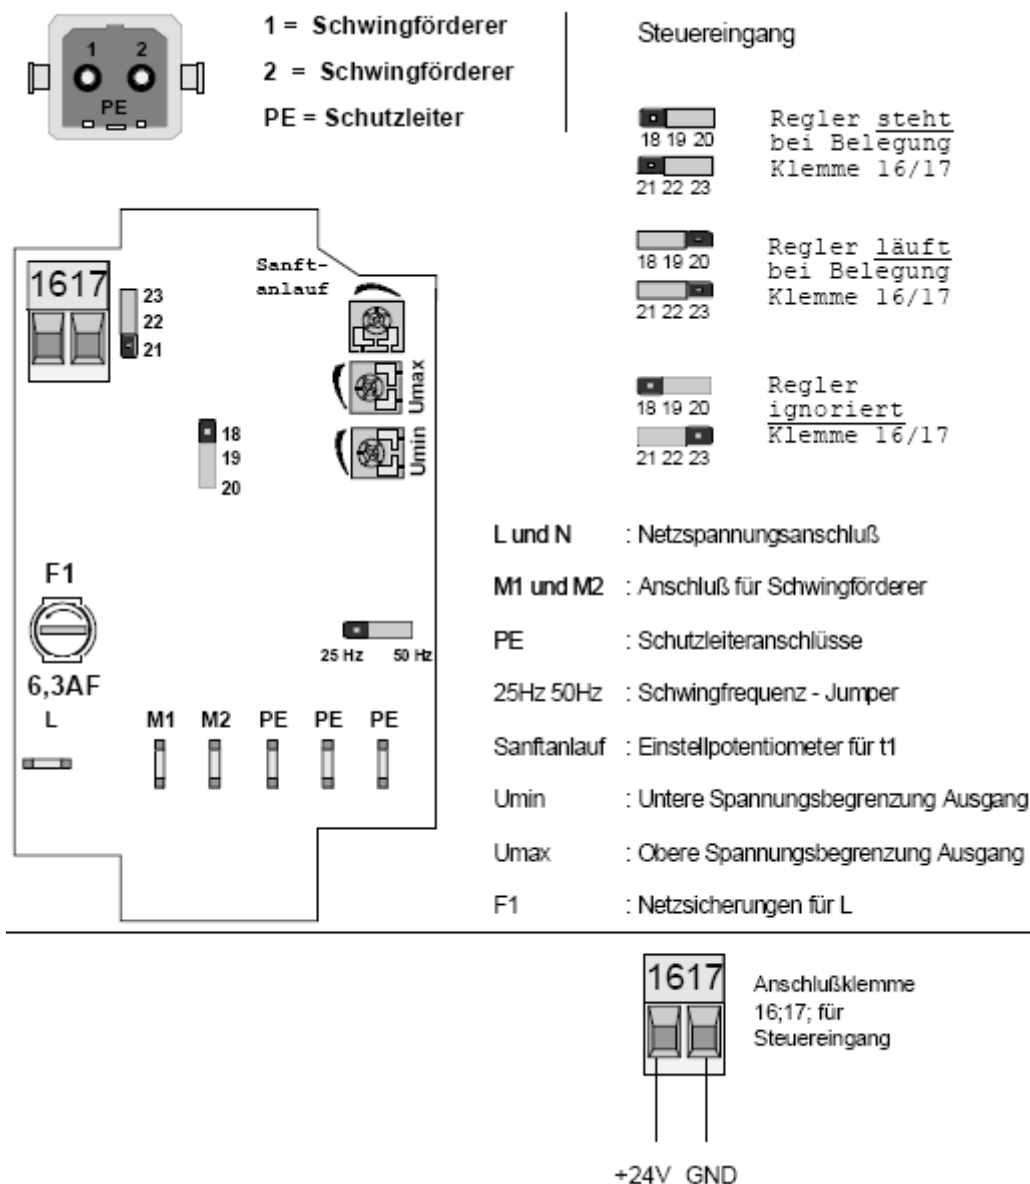 1 2
PE
1 = Schwingförderer
2 = Schwingförderer
PE = Schutzleiter
Steuereingang
18 19 20
21 22 23
Regler steht
bei Belegung
Klemme 16/17
18 19 20
21 22 23
Regler läuft
bei Belegung
Klemme 16/17
18 19 20
21 22 23
Regler
ignoriert
Klemme 16/17
1617
23
22
21
Sanft-
anlauf
Umax
Umin
18
19
20
F1
6,3AF
25 Hz 50 Hz
L M1 M2 PE PE PE
L und N : Netzspannungsanschluß
M1 und M2 : Anschluß für Schwingförderer
PE : Schutzleiteranschlüsse
25Hz 50Hz : Schwingfrequenz - Jumper
Sanftanlauf : Einstellpotentiometer für t1
Umin : Untere Spannungsbegrenzung Ausgang
Umax : Obere Spannungsbegrenzung Ausgang
F1 : Netzsicherungen für L
1617
Anschlußklemme
16;17; für
Steuereingang
+24V GND